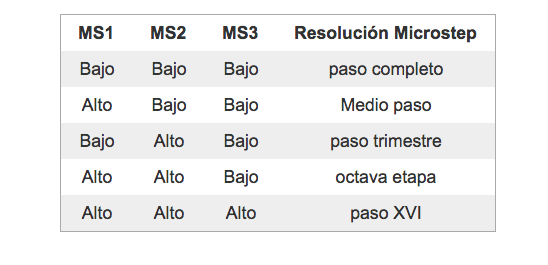 MS1 MS2 MS3 Resolución Microstep
Bajo Bajo Bajo paso completo
Alto Bajo Bajo Medio paso
Bajo Alto Bajo paso trimestre
Alto Alto Bajo octava etapa
Alto Alto Alto paso XVI